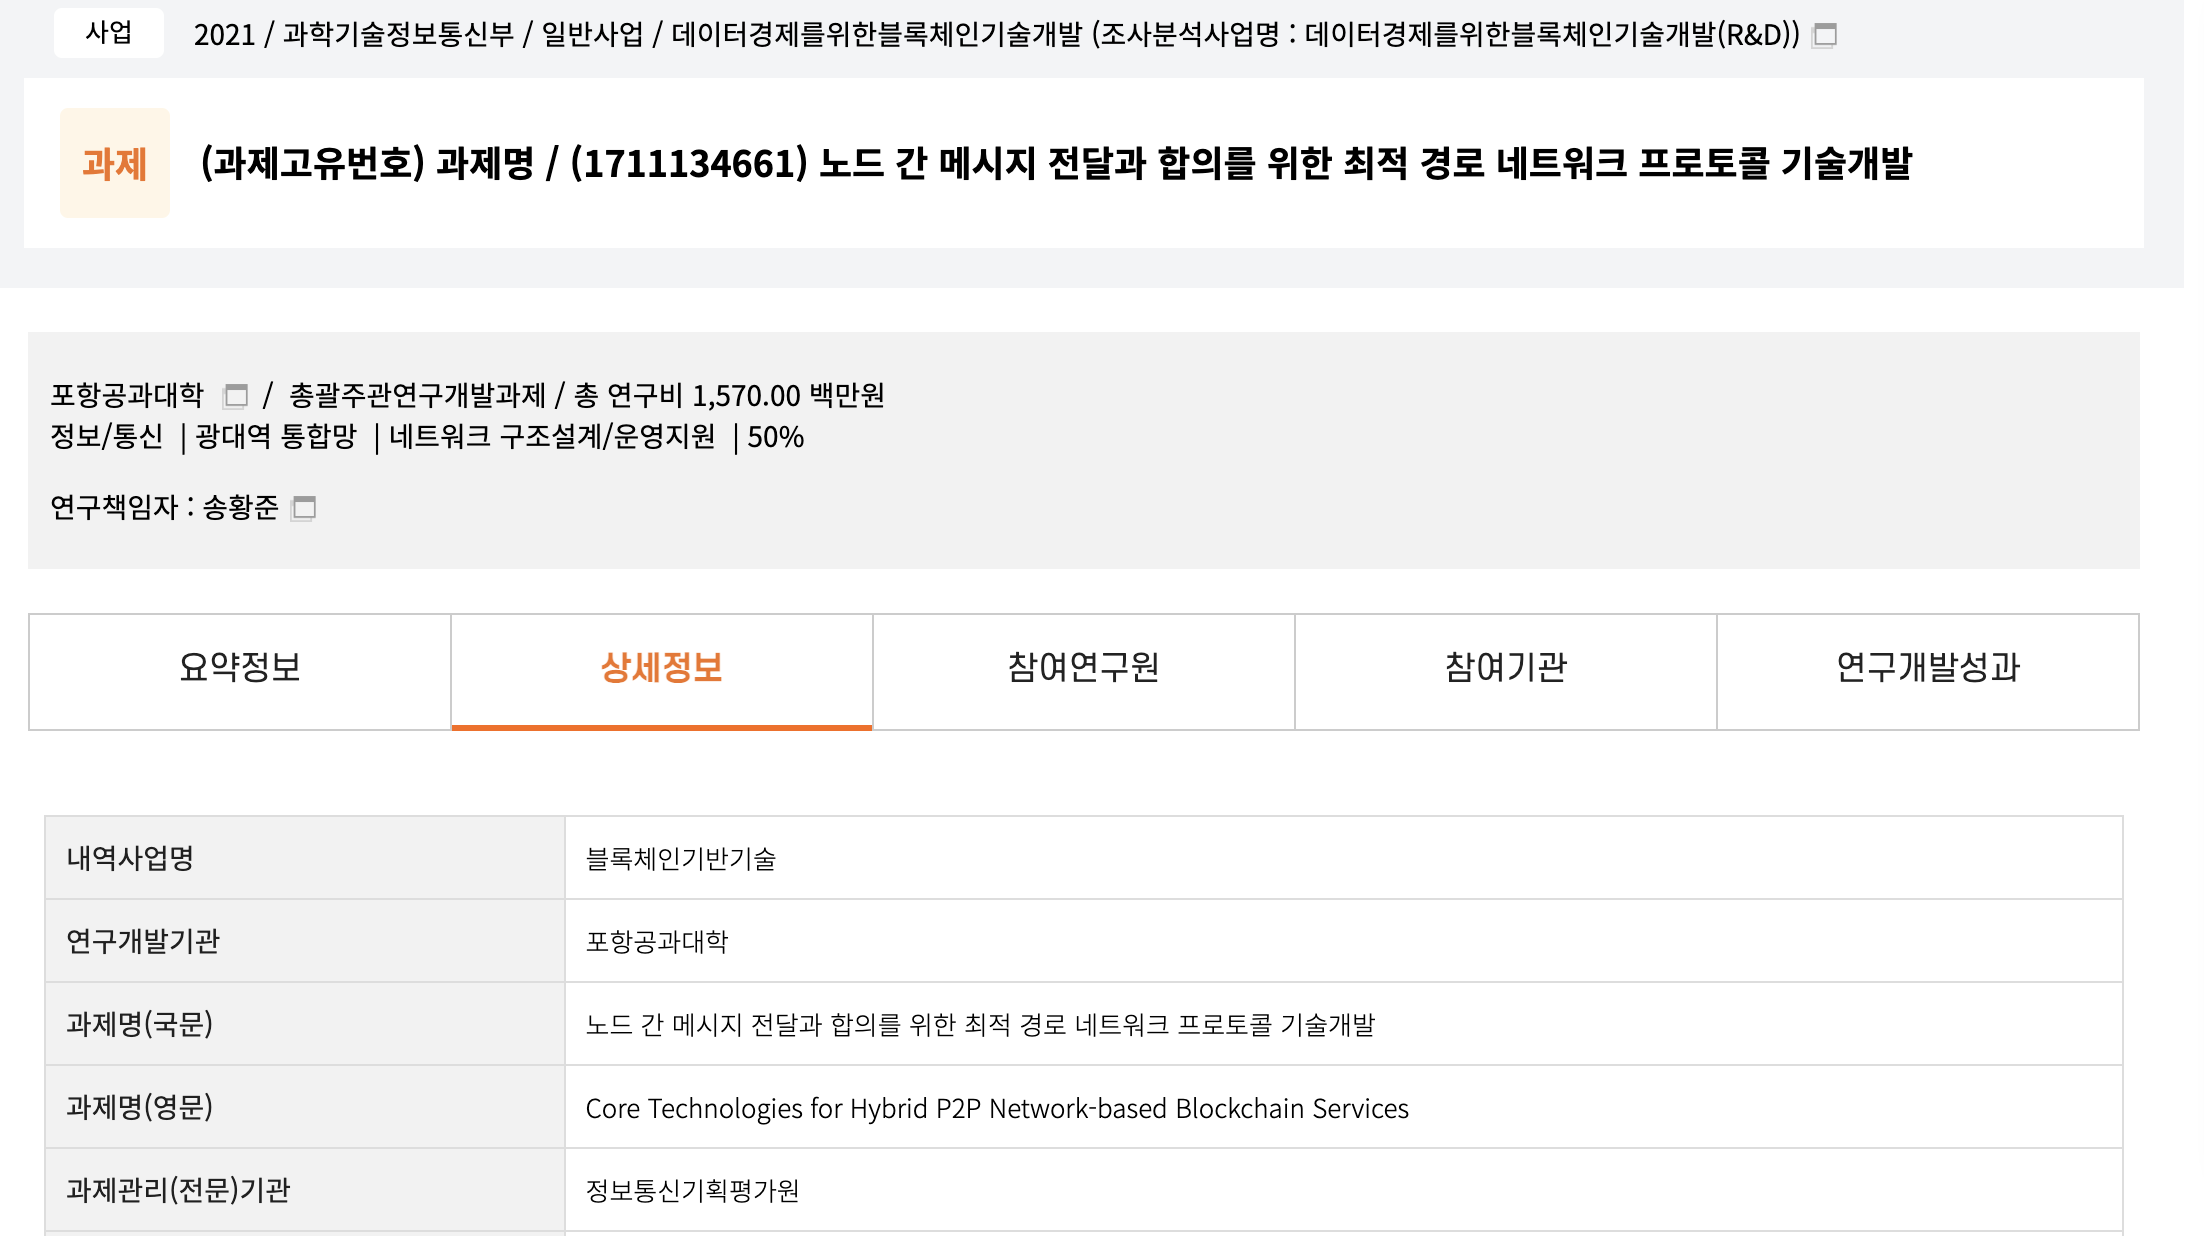 사업
2021 / 과학기술정보통신부 / 일반사업 / 데이터경제를위한블록체인기술개발 (조사분석사업명 : 데이터경제를위한블록체인기술개발(R&D))
과제
(과제고유번호) 과제명 / (1711134661) 노드 간 메시지 전달과 합의를 위한 최적 경로 네트워크 프로토콜 기술개발
포항공과대학 / 총괄주관연구개발과제 / 총 연구비 1,570.00 백만원
정보/통신 | 광대역 통합망 | 네트워크 구조설계/운영지원 | 50%
연구책임자 : 송황준
요약정보
상세정보
참여연구원
참여기관
연구개발성과
내역사업명
블록체인기반기술
연구개발기관
포항공과대학
과제명(국문)
노드 간 메시지 전달과 합의를 위한 최적 경로 네트워크 프로토콜 기술개발
과제명(영문)
Core Technologies for Hybrid P2P Network-based Blockchain Services
과제관리(전문)기관
정보통신기획평가원